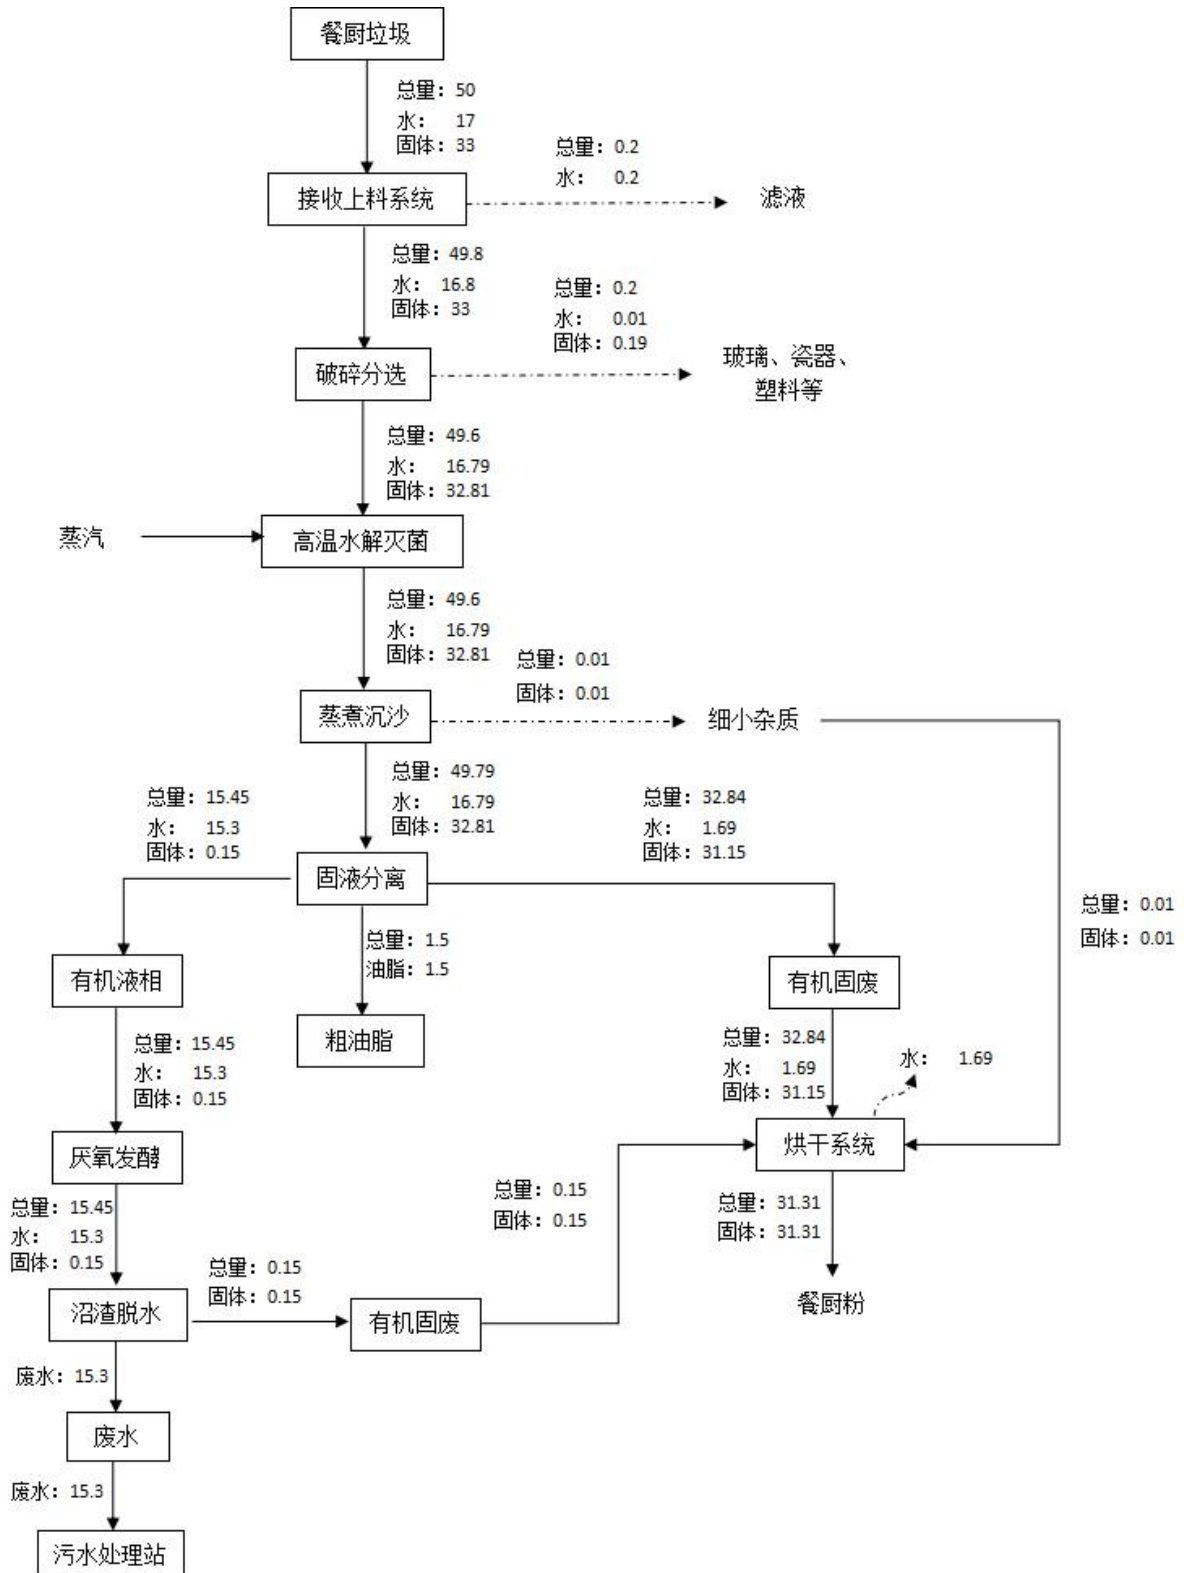 餐厨垃圾
总量：50
水： 17
固体：33
总量：0.2
水： 0.2
接收上料系统
滤液
总量：49.8
水： 16.8
固体：33
总量：0.2
水： 0.01
固体：0.19
破碎分选
玻璃、瓷器、
塑料等
总量：49.6
水： 16.79
固体：32.81
蒸汽
高温水解灭菌
总量：49.6
水： 16.79
固体：32.81
总量：0.01
固体：0.01
蒸煮沉沙
细小杂质
总量：49.79
水： 16.79
固体：32.81
总量：15.45
水： 15.3
固体：0.15
总量：32.84
水： 1.69
固体：31.15
固液分离
总量：0.01
固体：0.01
总量：1.5
油脂：1.5
有机液相
粗油脂
有机固废
总量：15.45
水： 15.3
固体：0.15
总量：32.84
水： 1.69
固体：31.15
水： 1.69
厌氧发酵
烘干系统
总量：15.45
水： 15.3
固体：0.15
总量：0.15
固体：0.15
总量：31.31
固体：31.31
总量：0.15
固体：0.15
沼渣脱水
有机固废
餐厨粉
废水：15.3
废水
废水：15.3
污水处理站